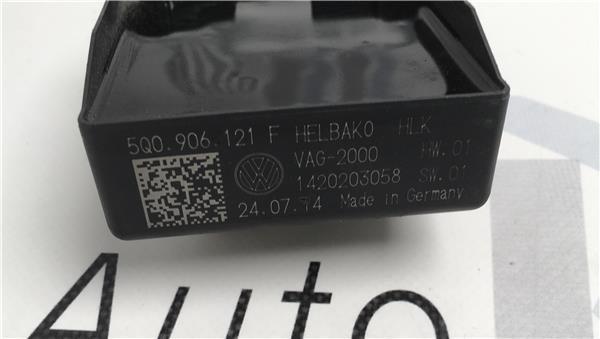 5Q0.906.121 F HELBAKO HLK
VAG-2000 HW.01
1420203058 SW.01
24.07.14 Made in Germany
Auto